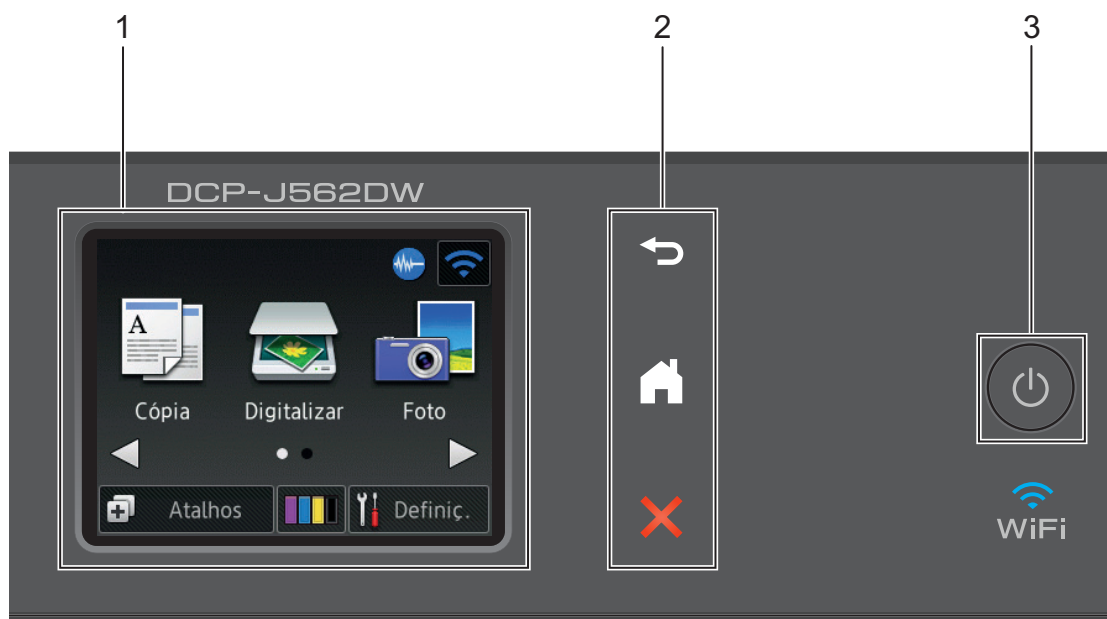 1 2 3
DCP-J562DW
A
Cópia Digitalizar Foto
Atalhos Definiç.
WiFi